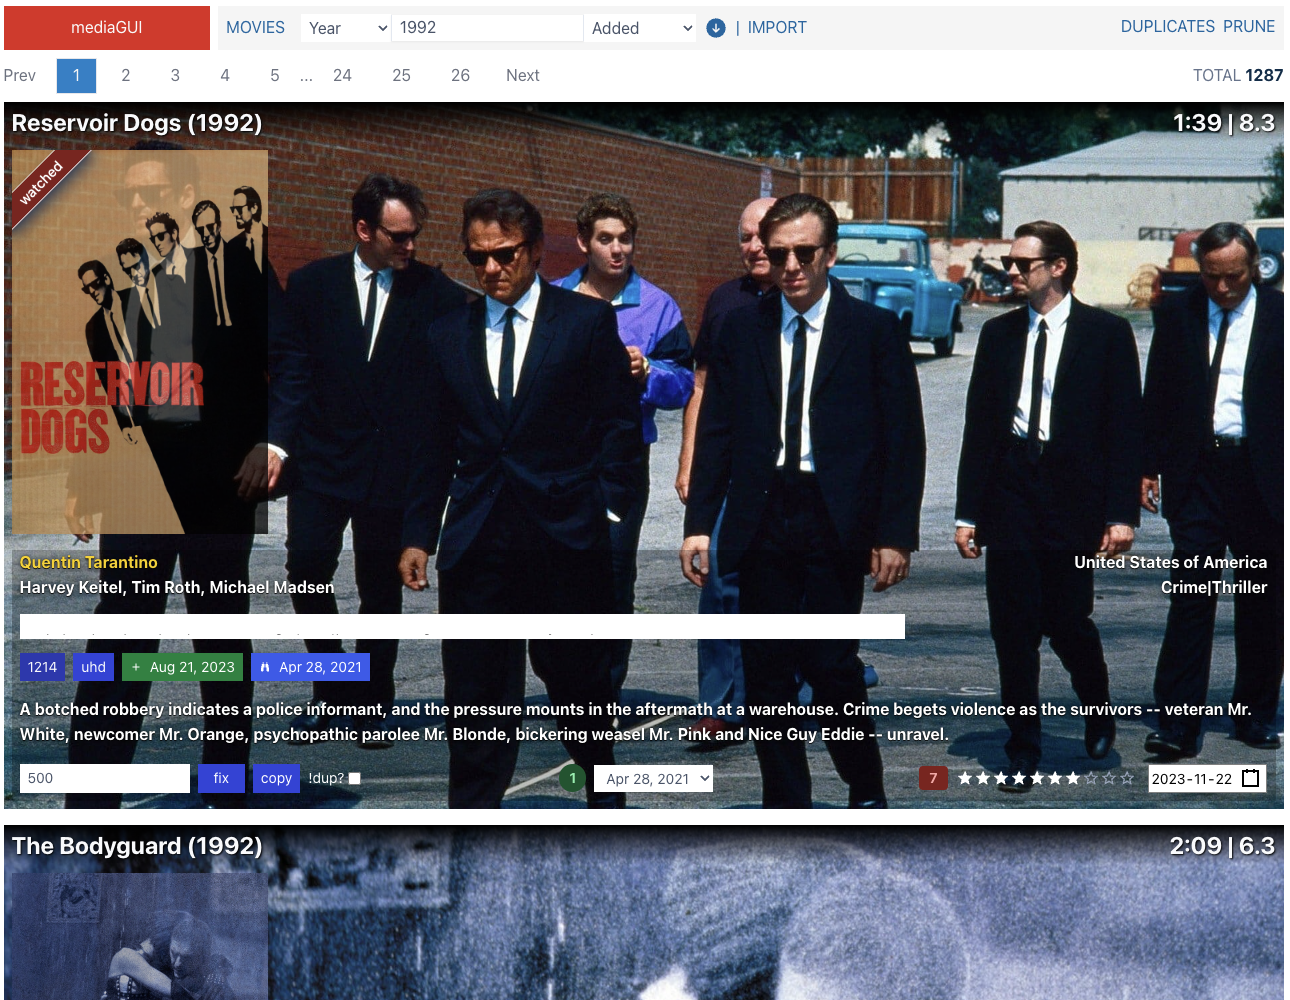 mediaGUI MOVIES Year 1992 Added | IMPORT DUPLICATES PRUNE
Prev 1 2 3 4 5 ... 24 25 26 Next TOTAL 1287
Reservoir Dogs (1992) 1:39 | 8.3
watched
RESERVOIR
DOGS
Quentin Tarantino United States of America
Harvey Keitel, Tim Roth, Michael Madsen Crime|Thriller
1214 uhd + Aug 21, 2023 Apr 28, 2021
A botched robbery indicates a police informant, and the pressure mounts in the aftermath at a warehouse. Crime begets violence as the survivors -- veteran Mr.
White, newcomer Mr. Orange, psychopathic parolee Mr. Blonde, bickering weasel Mr. Pink and Nice Guy Eddie -- unravel.
500 fix copy !dup? 1 Apr 28, 2021 7 2023-11-22
The Bodyguard (1992) 2:09 | 6.3